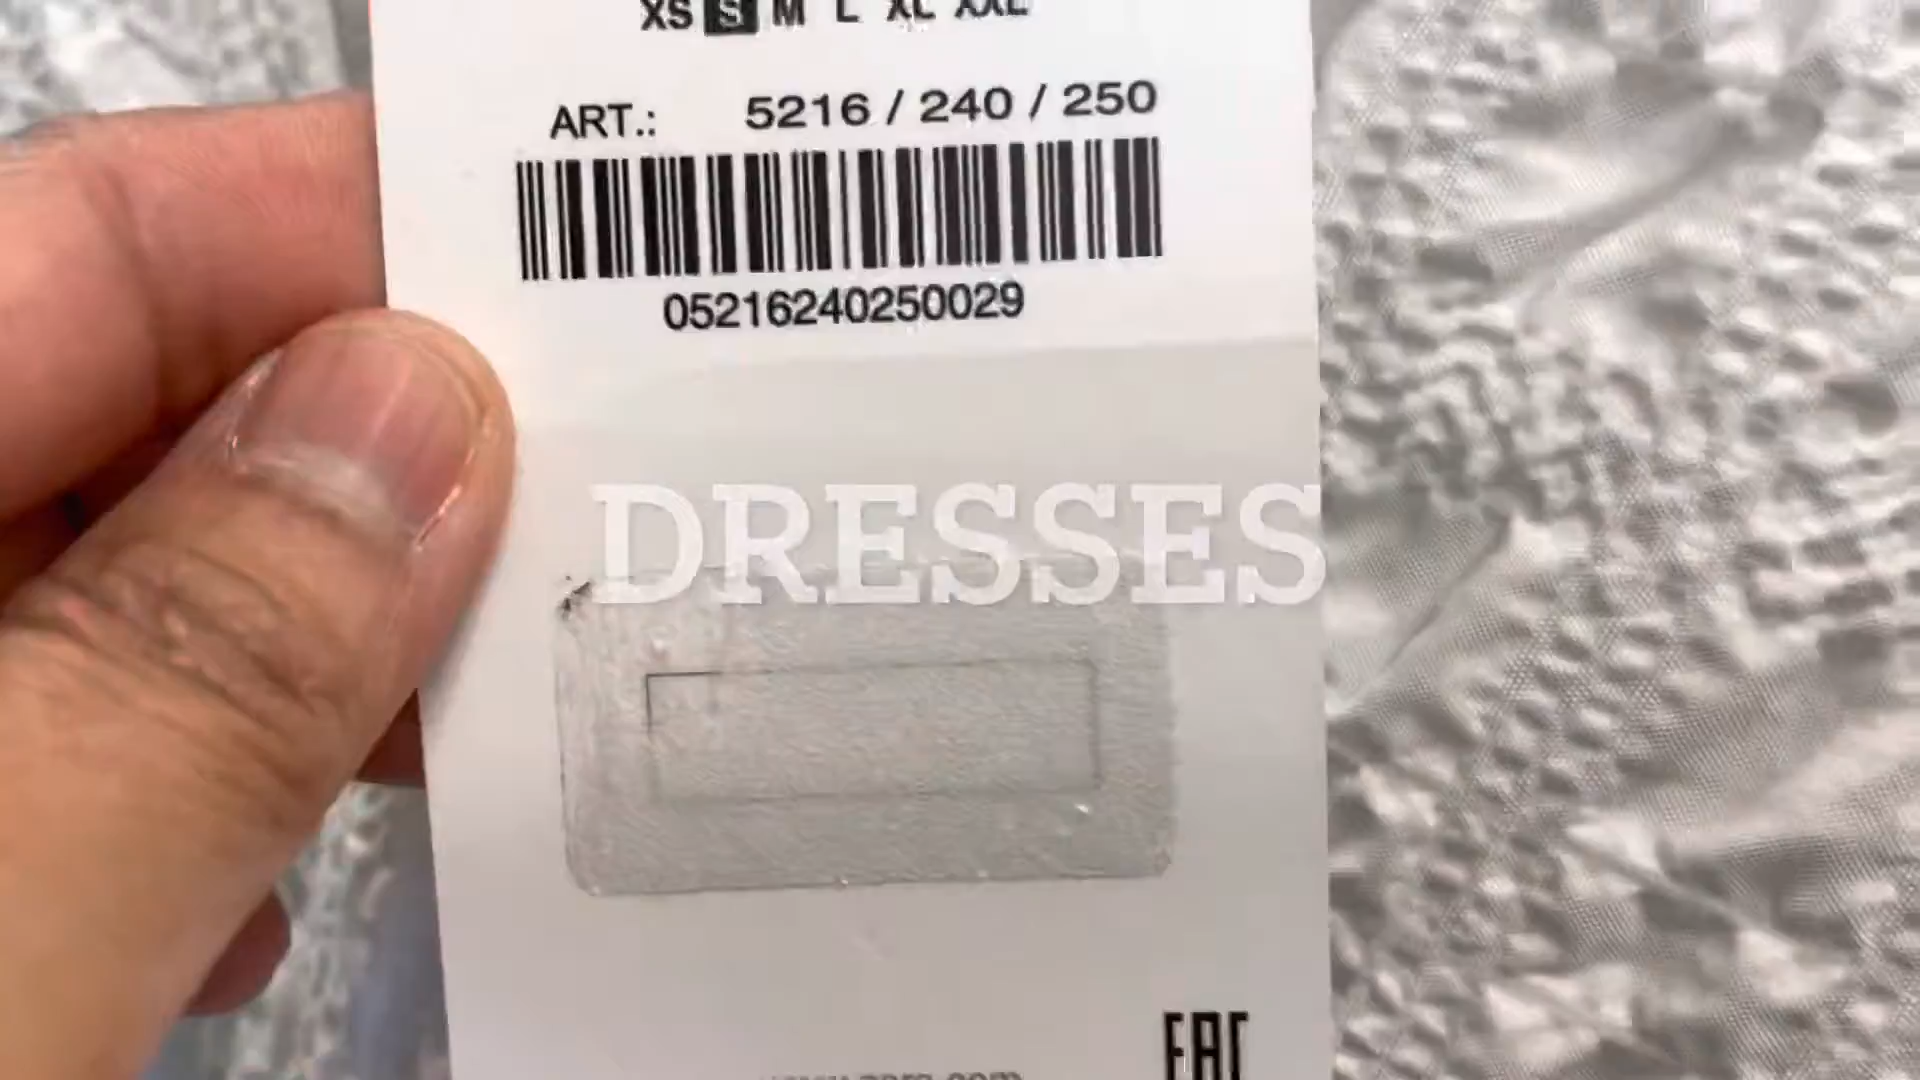 XS S M L XL XXL
ART.: 5216 / 240 / 250
05216240250029
DRESSES
EAC